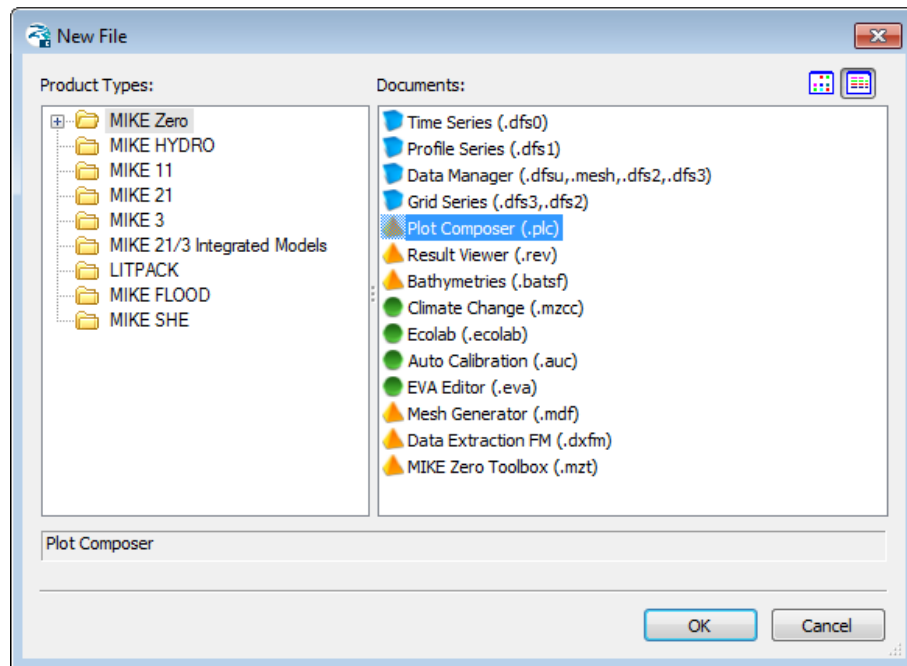 New File
Product Types:
Documents:
MIKE Zero
MIKE HYDRO
MIKE 11
MIKE 21
MIKE 3
MIKE 21/3 Integrated Models
LITPACK
MIKE FLOOD
MIKE SHE
Time Series (.dfs0)
Profile Series (.dfs1)
Data Manager (.dfsu,.mesh,.dfs2,.dfs3)
Grid Series (.dfs3,.dfs2)
Plot Composer (.plc)
Result Viewer (.rev)
Bathymetries (.batsf)
Climate Change (.mzcc)
Ecolab (.ecolab)
Auto Calibration (.auc)
EVA Editor (.eva)
Mesh Generator (.mdf)
Data Extraction FM (.dxfm)
MIKE Zero Toolbox (.mzt)
Plot Composer
OK
Cancel